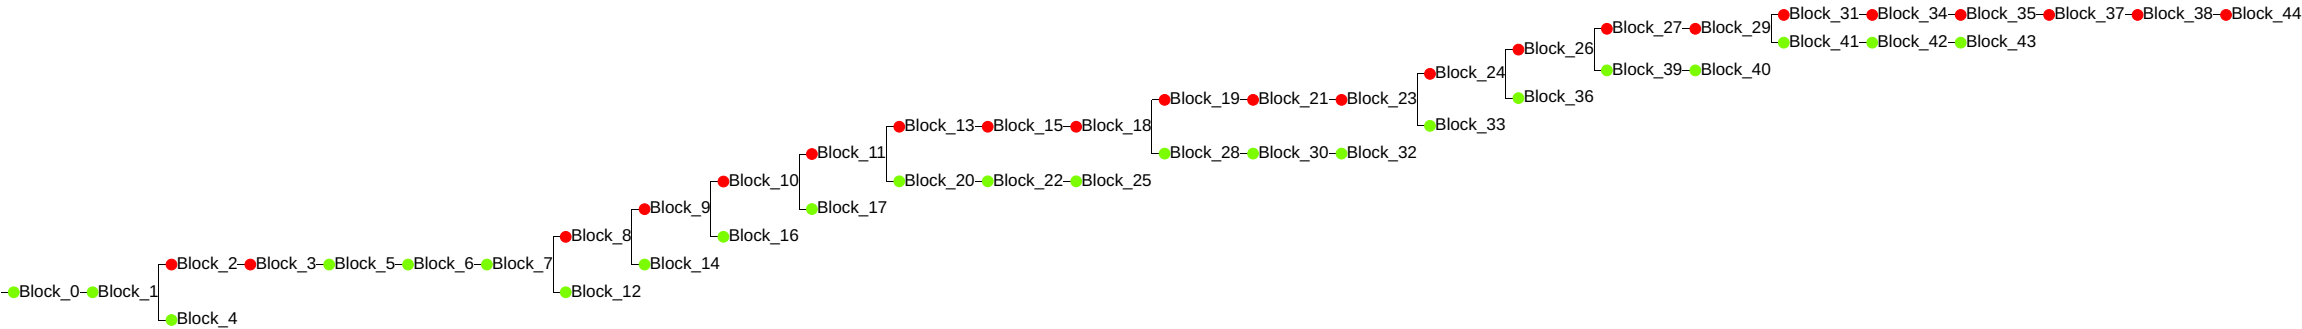 Block_31 Block_34 Block_35 Block_37 Block_38 Block_44
Block_27 Block_29
Block_41 Block_42 Block_43
Block_26
Block_39 Block_40
Block_24
Block_36
Block_19 Block_21 Block_23
Block_33
Block_13 Block_15 Block_18
Block_28 Block_30 Block_32
Block_11
Block_20 Block_22 Block_25
Block_10
Block_17
Block_9
Block_16
Block_8
Block_14
Block_2 Block_3 Block_5 Block_6 Block_7
Block_12
Block_0 Block_1
Block_4